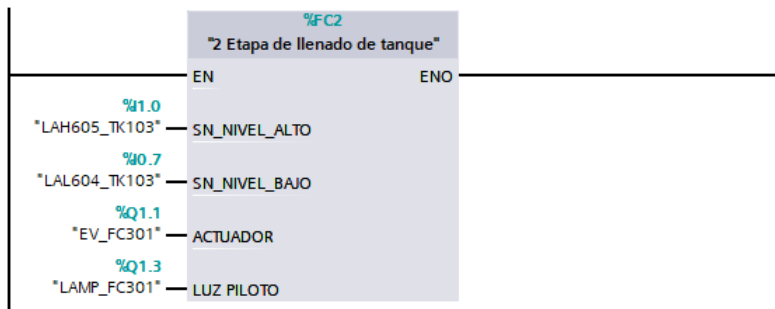 %FC2
"2 Etapa de llenado de tanque"
EN ENO
%I1.0
"LAH605_TK103" SN_NIVEL_ALTO
%I0.7
"LAL604_TK103" SN_NIVEL_BAJO
%Q1.1
"EV_FC301" ACTUADOR
%Q1.3
"LAMP_FC301" LUZ PILOTO